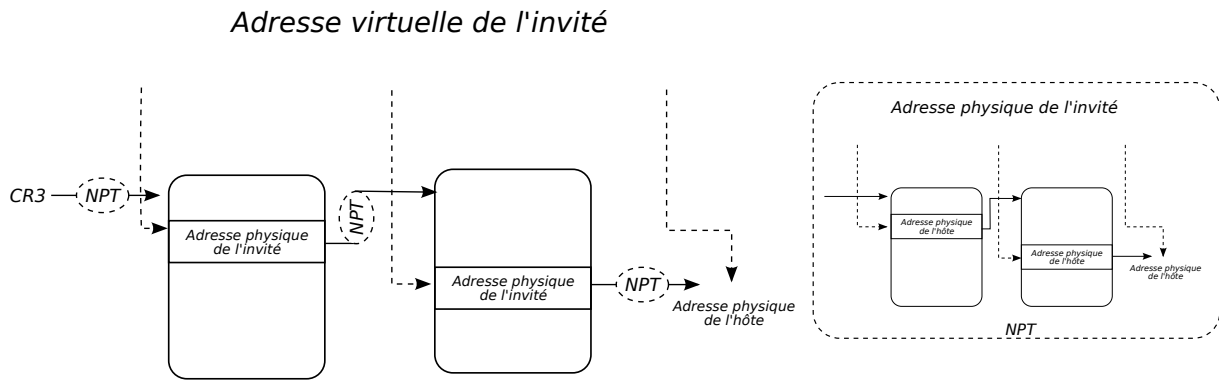 Adresse virtuelle de l'invité
CR3
NPT
Adresse physique
de l'invité
NPT
Adresse physique
de l'invité
NPT
Adresse physique
de l'hôte
Adresse physique de l'invité
Adresse physique
de l'hôte
Adresse physique
de l'hôte
Adresse physique
de l'hôte
NPT